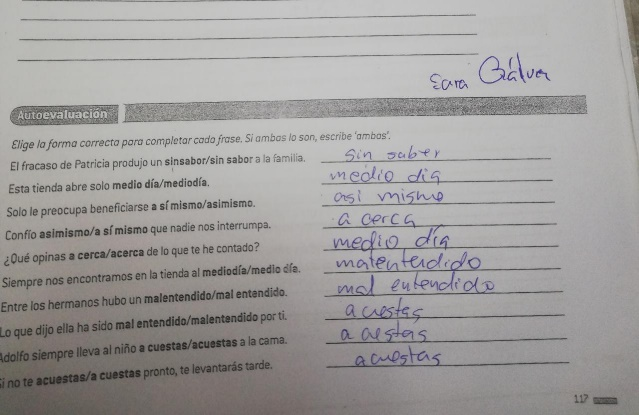 Sara
Autoevaluación
Elige la forma correcta para completar cada frase. Si ambas lo son, escribe 'ambas'.
El fracaso de Patricia produjo un sinsabor/sin sabor a la familia. sin saber
Esta tienda abre solo medio día/mediodía. medio dia
Solo le preocupa beneficiarse a sí mismo/asimismo. asi mismo
Confío asimismo/a sí mismo que nadie nos interrumpa. a cerca
¿Qué opinas a cerca/acerca de lo que te he contado? medio día
Siempre nos encontramos en la tienda al mediodía/medio día. malentendido
Entre los hermanos hubo un malentendido/mal entendido. mal entendido
Lo que dijo ella ha sido mal entendido/malentendido por ti. a cuestas
Adolfo siempre lleva al niño a cuestas/acuestas a la cama. a cuestas
Si no te acuestas/a cuestas pronto, te levantarás tarde. acuestas
117